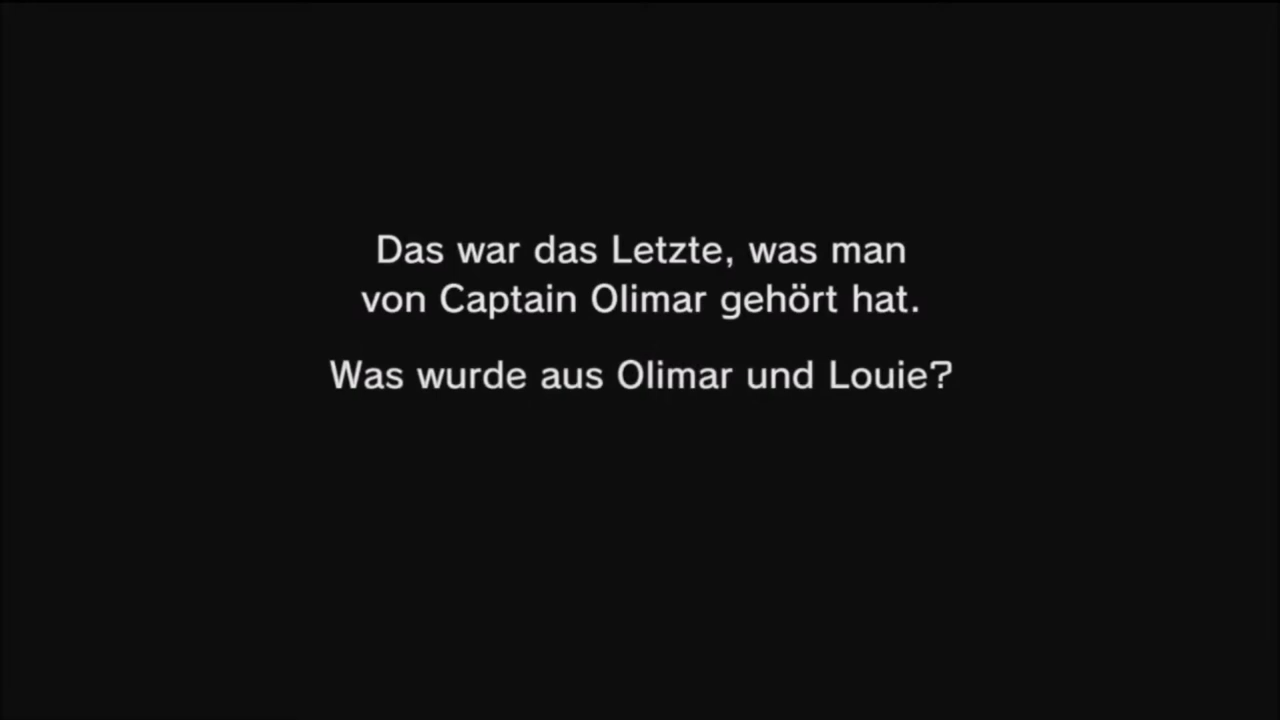 Das war das Letzte, was man
von Captain Olimar gehört hat.
Was wurde aus Olimar und Louie?